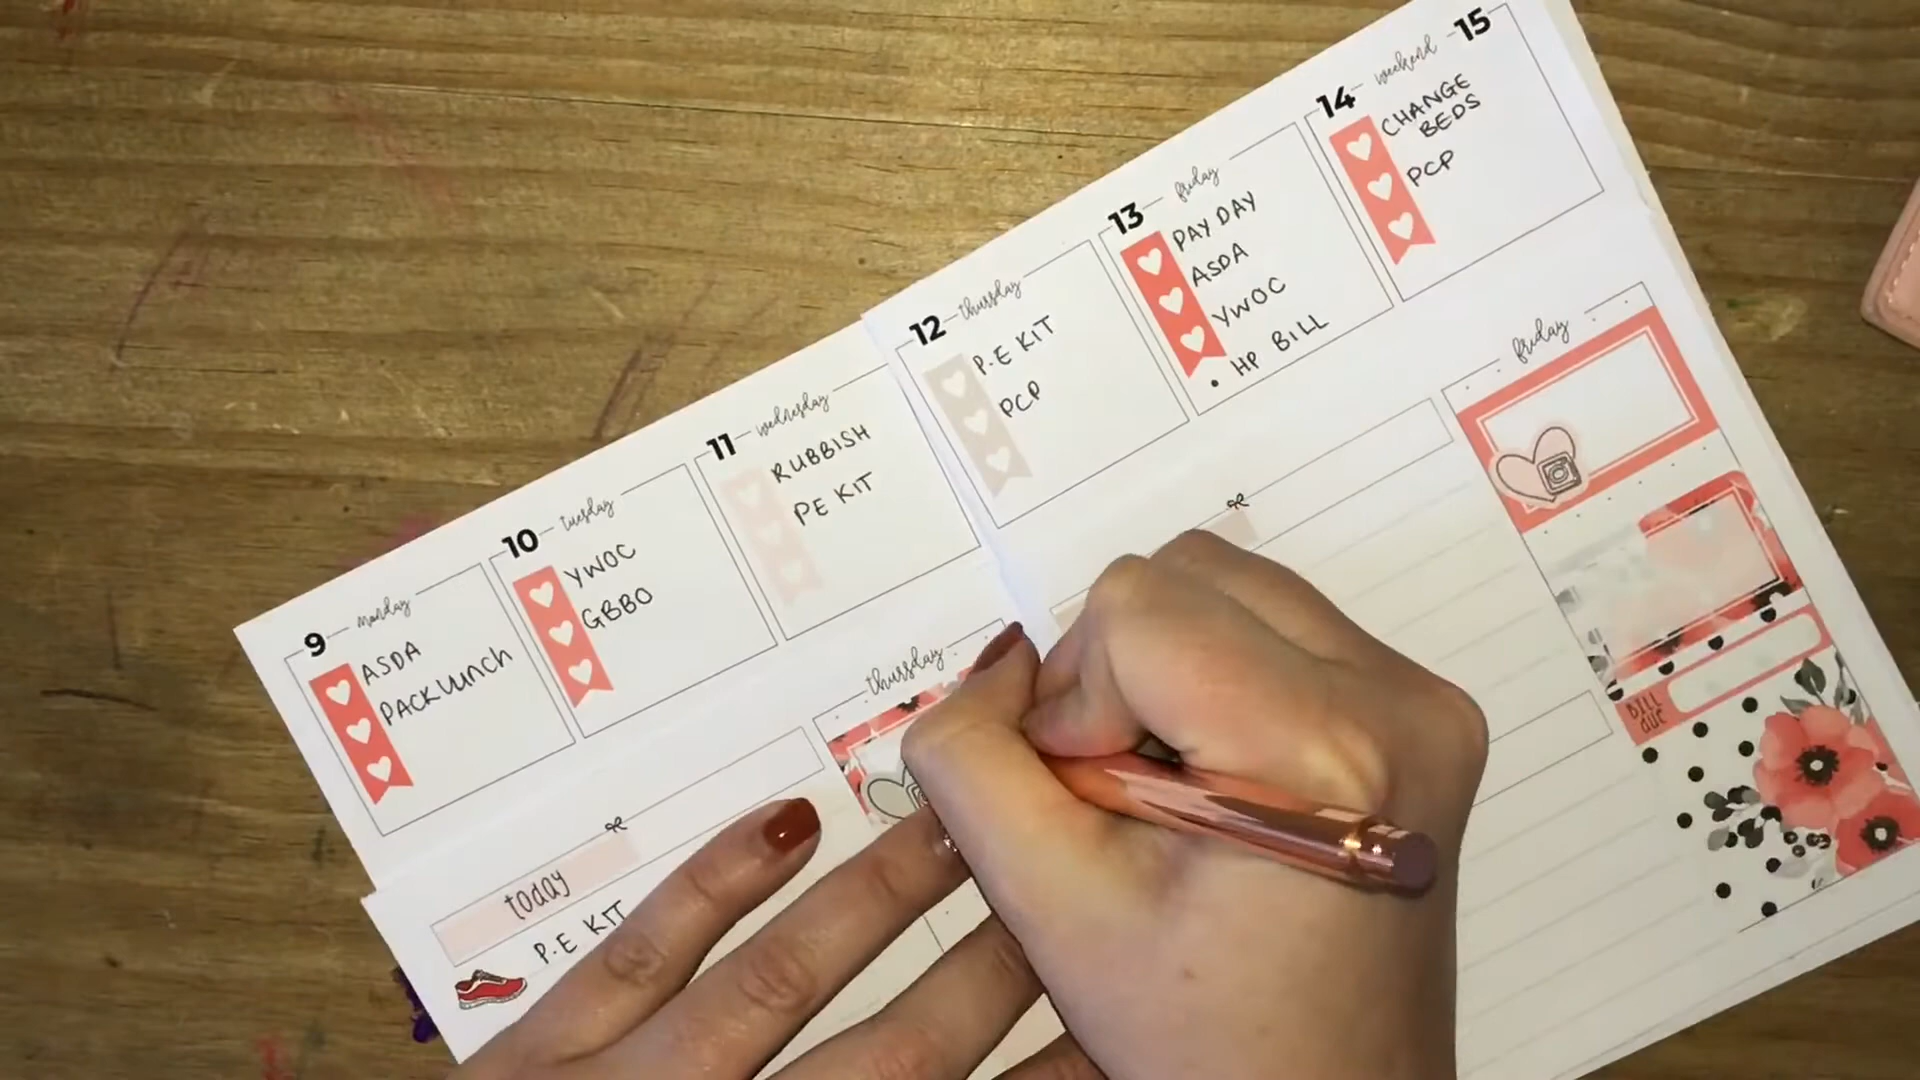 9 monday
ASDA
PACK LUNCH
10 tuesday
YWOC
GBBO
11 wednesday
RUBBISH
PE KIT
12 thursday
P.E KIT
PCP
13 friday
PAY DAY
ASDA
YWOC
• HP BILL
14 weekend 15
CHANGE
BEDS
PCP
today
P.E KIT
thursday
friday
BILL
due